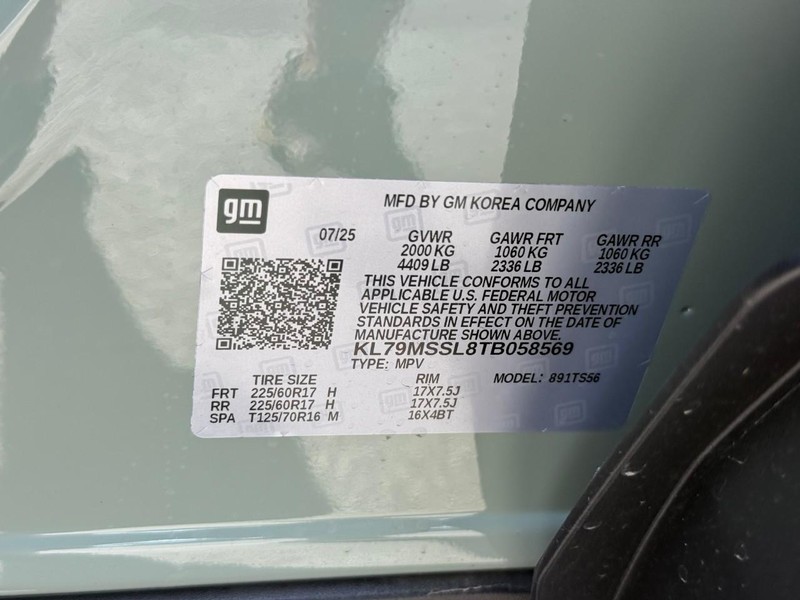 gm
MFD BY GM KOREA COMPANY
07/25 GVWR GAWR FRT GAWR RR
2000 KG 1060 KG 1060 KG
4409 LB 2336 LB 2336 LB
THIS VEHICLE CONFORMS TO ALL
APPLICABLE U.S. FEDERAL MOTOR
VEHICLE SAFETY AND THEFT PREVENTION
STANDARDS IN EFFECT ON THE DATE OF
MANUFACTURE SHOWN ABOVE.
KL79MSSL8TB058569
TYPE: MPV
TIRE SIZE RIM MODEL: 891TS56
FRT 225/60R17 H 17X7.5J
RR 225/60R17 H 17X7.5J
SPA T125/70R16 M 16X4BT